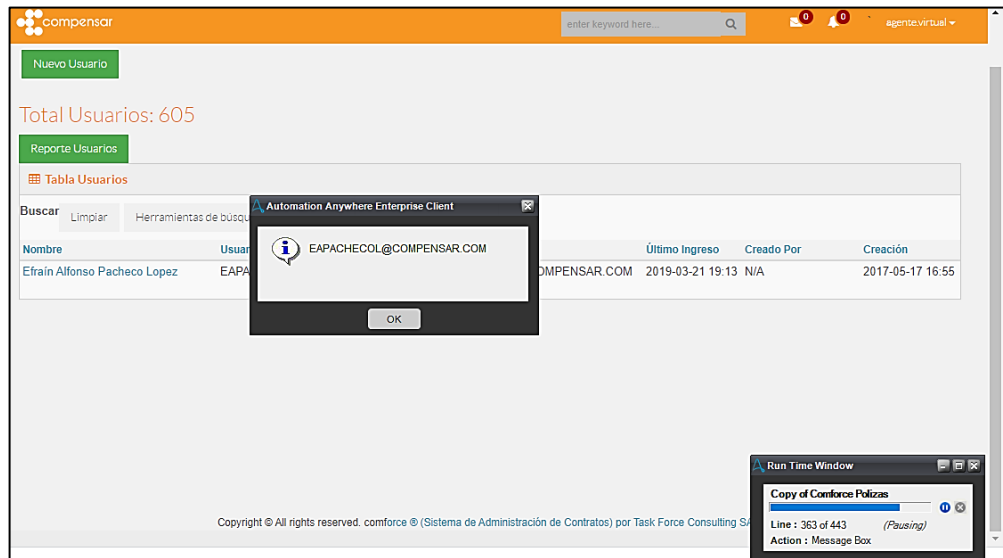 compensar
enter keyword here...
0
0
agente.virtual
Nuevo Usuario
Total Usuarios: 605
Reporte Usuarios
Tabla Usuarios
Buscar
Limpiar
Herramientas de búsqu
Nombre Usuar Último Ingreso Creado Por Creación
Efraín Alfonso Pacheco Lopez EAPA OMPENSAR.COM 2019-03-21 19:13 N/A 2017-05-17 16:55
Automation Anywhere Enterprise Client
EAPACHECOL@COMPENSAR.COM
OK
Copyright © All rights reserved. comforce ® (Sistema de Administración de Contratos) por Task Force Consulting SA
Run Time Window
Copy of Comforce Polizas
Line : 363 of 443 (Pausing)
Action : Message Box